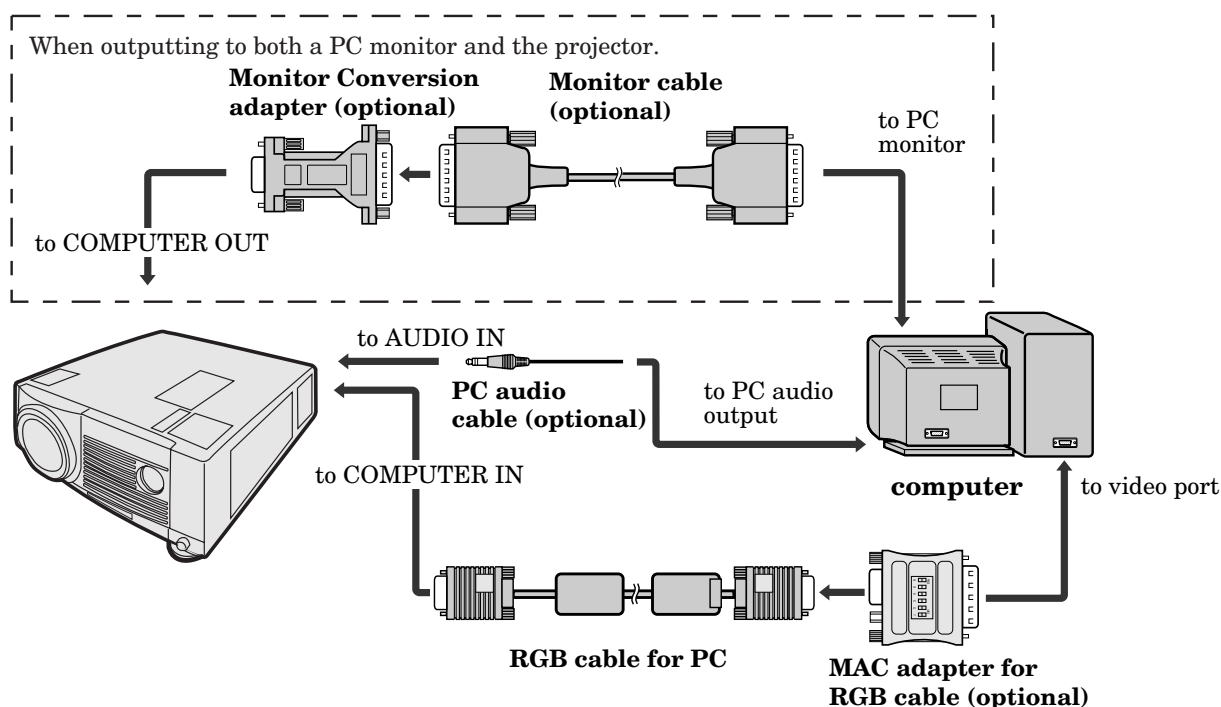 When outputting to both a PC monitor and the projector.
Monitor Conversion
adapter (optional)
Monitor cable
(optional)
to PC
monitor
to COMPUTER OUT
to AUDIO IN
PC audio
cable (optional)
to PC audio
output
to COMPUTER IN
computer
to video port
RGB cable for PC
MAC adapter for
RGB cable (optional)